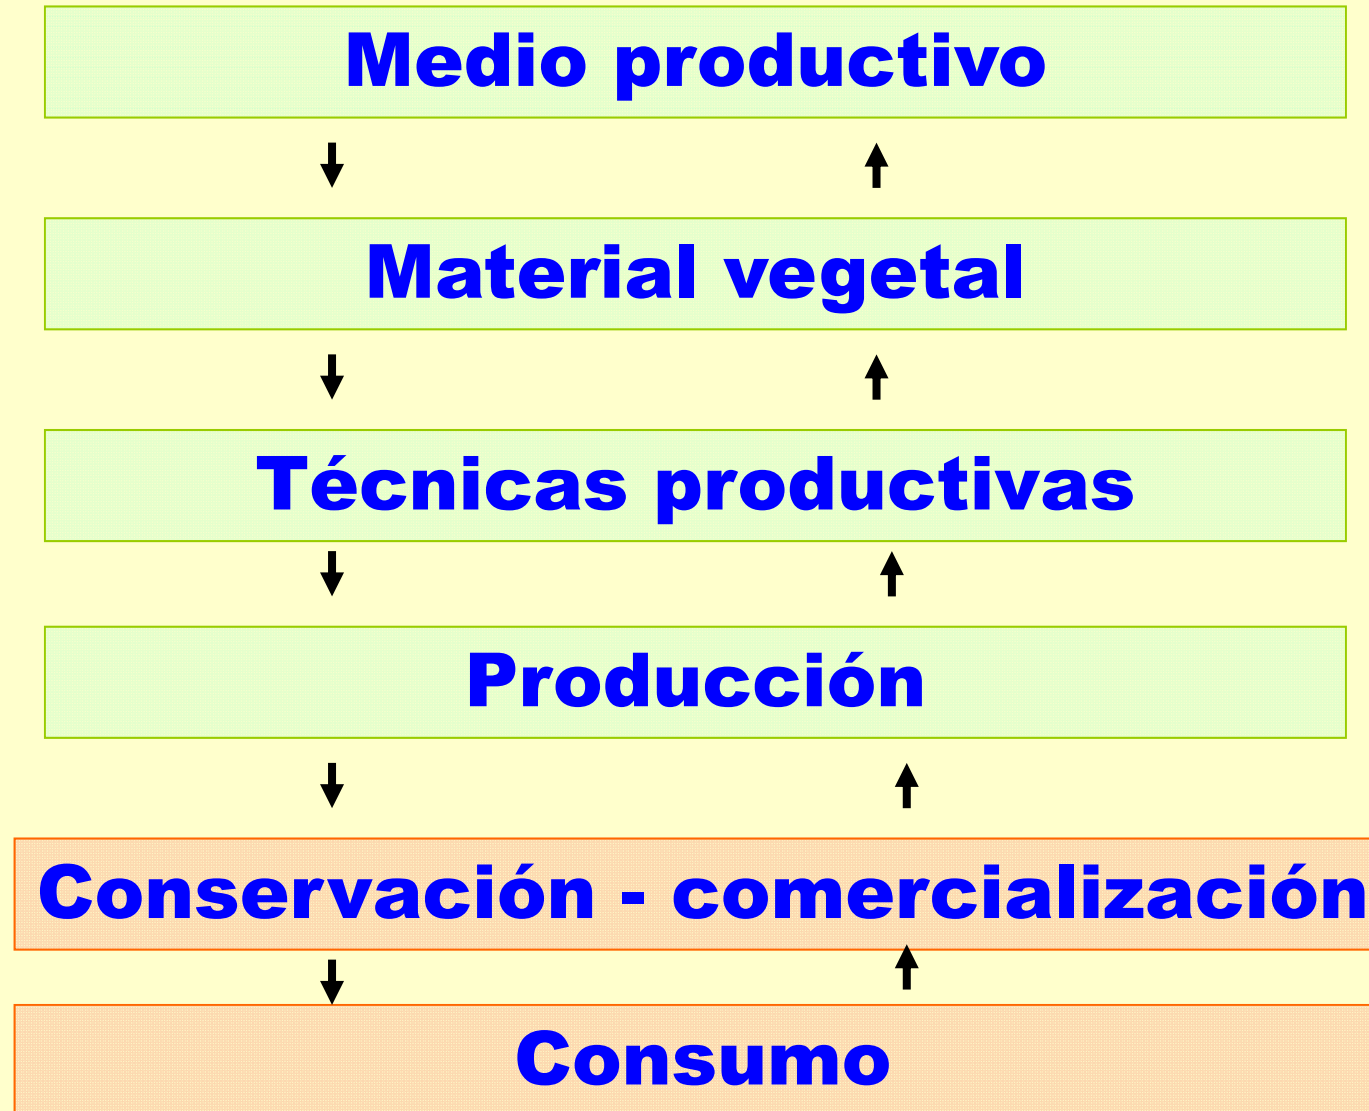 Medio productivo
Material vegetal
Técnicas productivas
Producción
Conservación - comercialización
Consumo